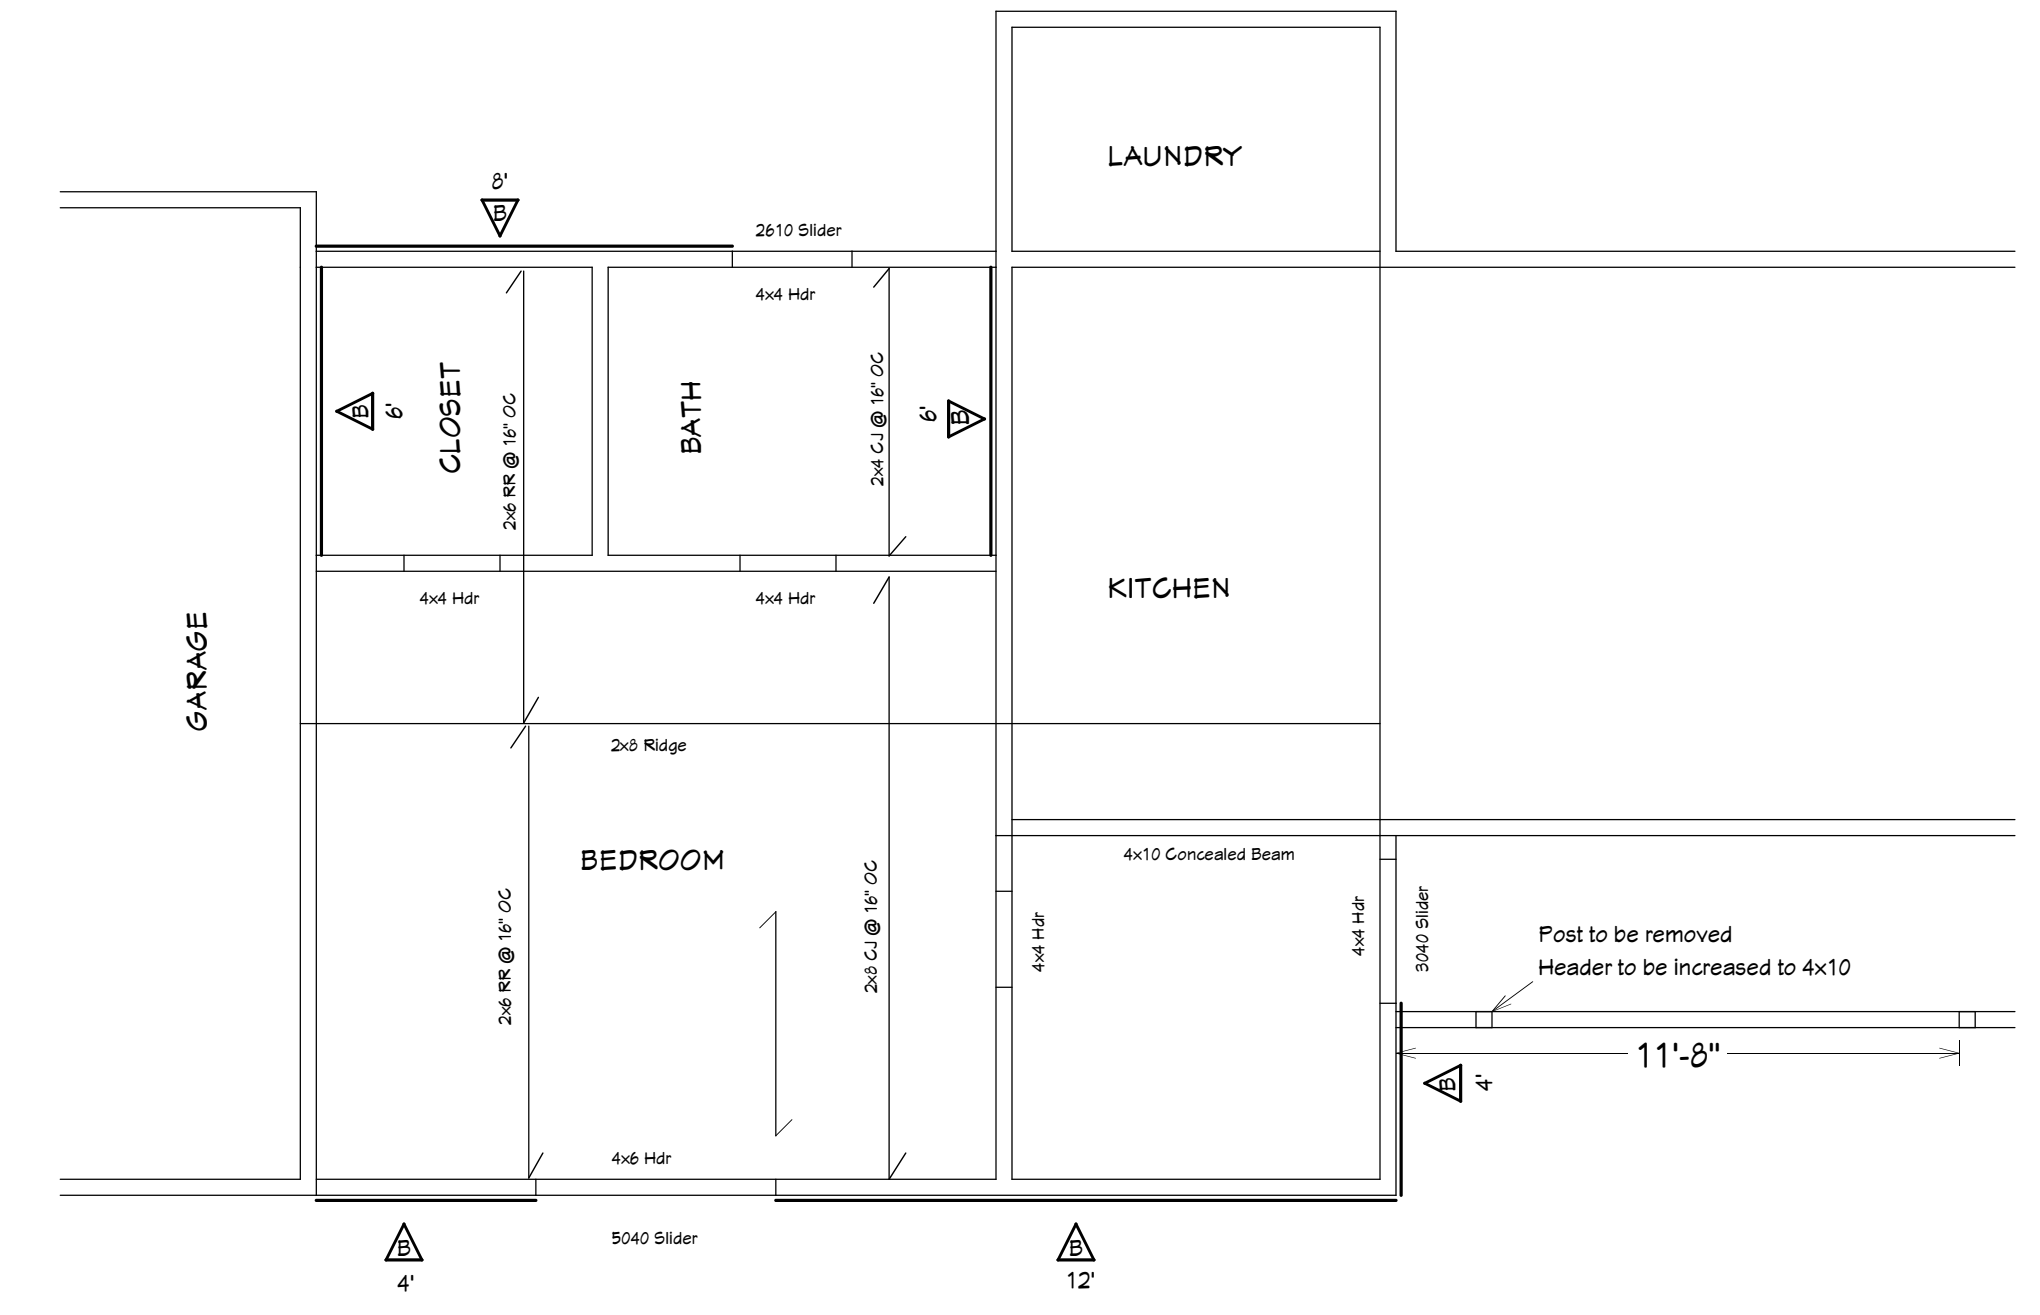 LAUNDRY
8'
B
2610 Slider
4x4 Hdr
CLOSET
B
6'
2x6 RR @ 16" OC
BATH
2x4 CJ @ 16" OC
6'
B
KITCHEN
4x4 Hdr
4x4 Hdr
GARAGE
2x8 Ridge
BEDROOM
4x10 Concealed Beam
2x6 RR @ 16" OC
2x8 CJ @ 16" OC
4x4 Hdr
4x4 Hdr
3040 Slider
Post to be removed
Header to be increased to 4x10
11'-8"
B
4'
4x6 Hdr
5040 Slider
B
4'
B
12'